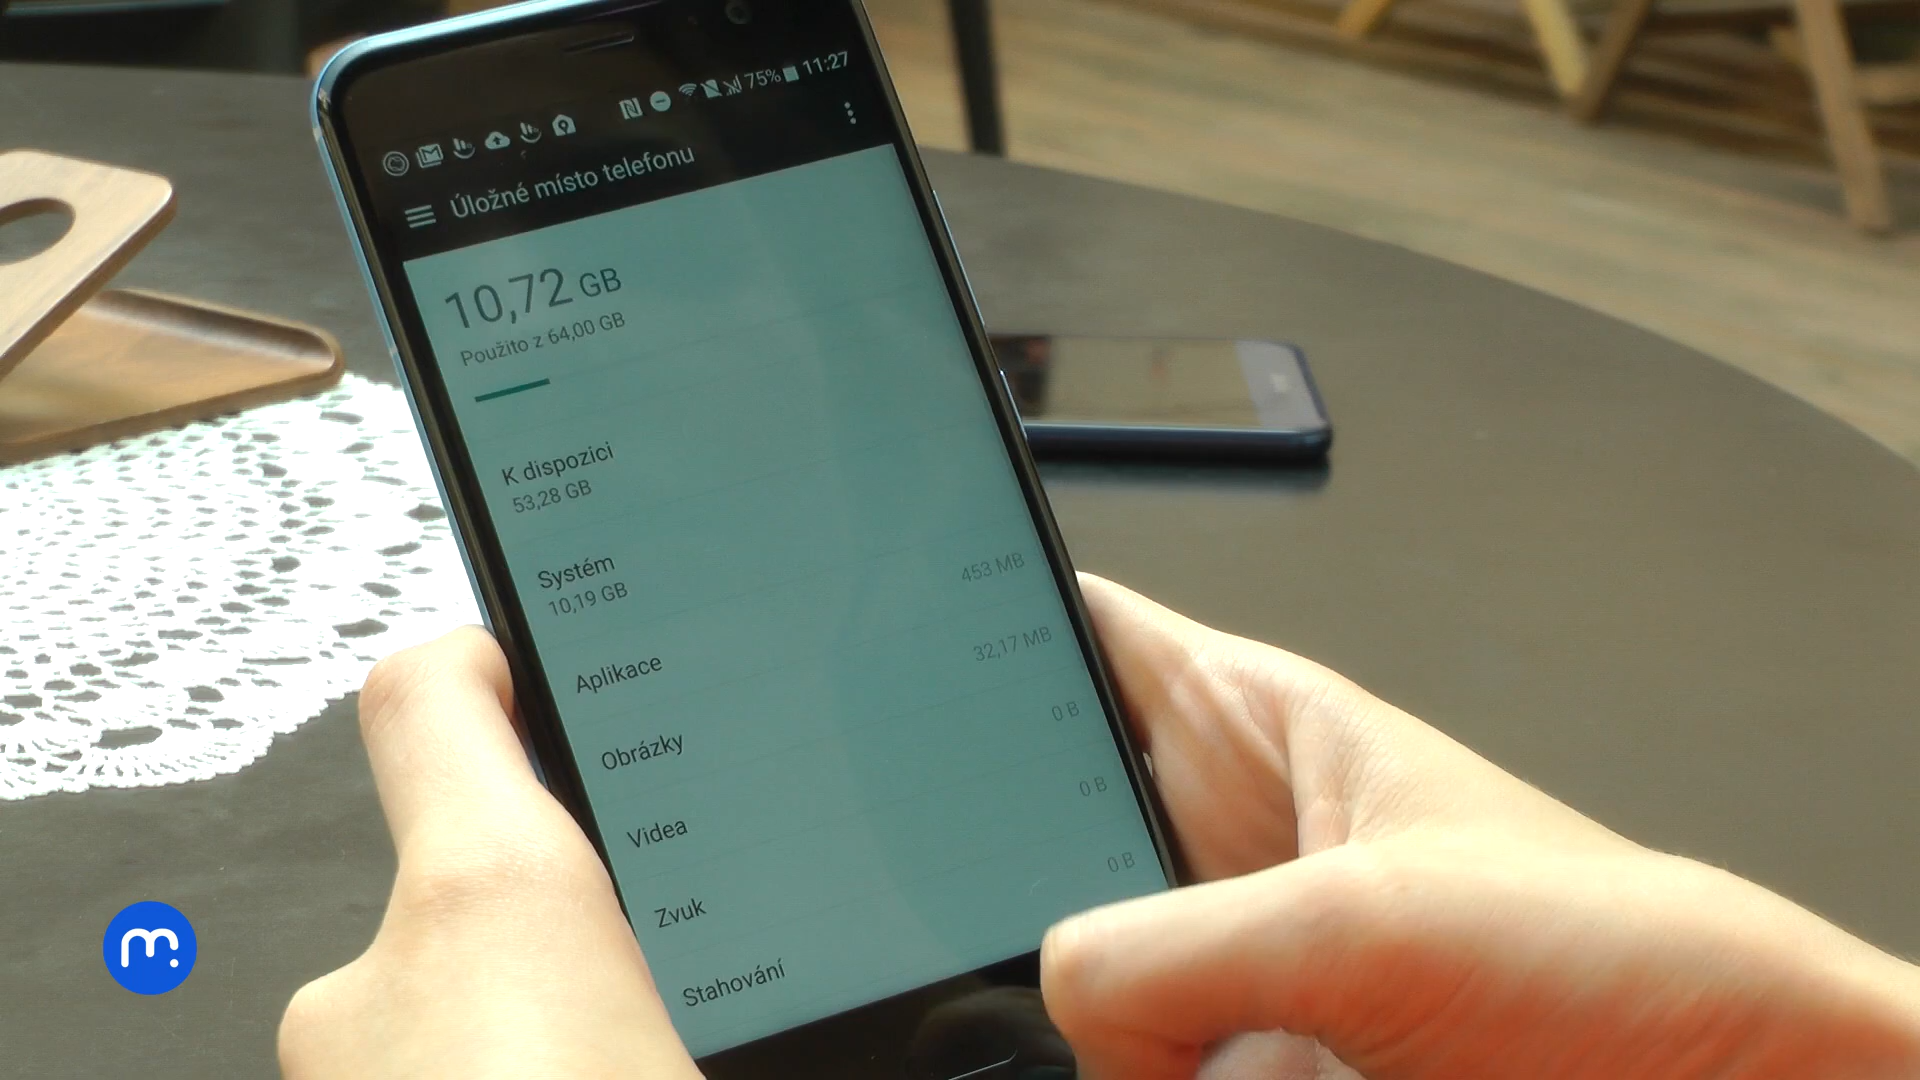 75% 11:27
Úložné místo telefonu
10,72 GB
Použito z 64,00 GB
K dispozici
53,28 GB
Systém
10,19 GB
Aplikace
453 MB
Obrázky
32,17 MB
Videa
0 B
Zvuk
0 B
Stahování
0 B
m.